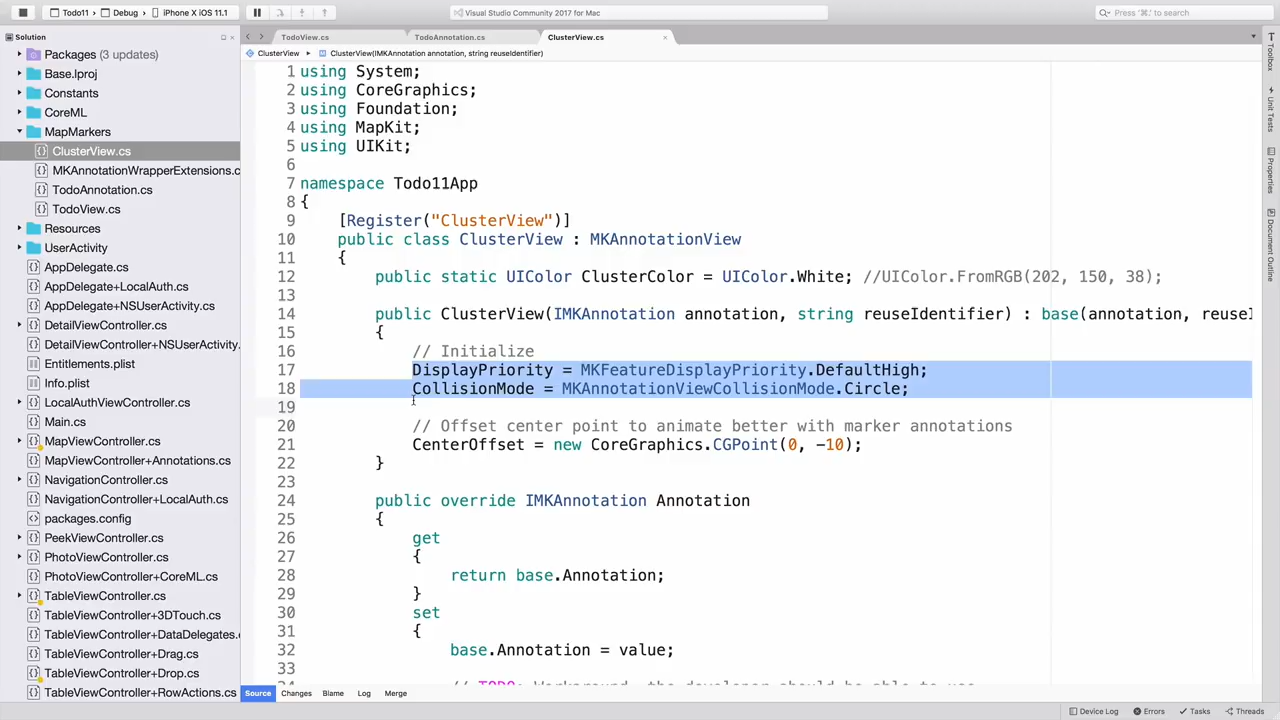 Todo11 › Debug › iPhone X iOS 11.1
Visual Studio Community 2017 for Mac
Press '⌘.' to search
Solution
TodoView.cs
TodoAnnotation.cs
ClusterView.cs
ClusterView
ClusterView(IMKAnnotation annotation, string reuseIdentifier)
Packages (3 updates)
Base.lproj
Constants
CoreML
MapMarkers
ClusterView.cs
MKAnnotationWrapperExtensions.c
TodoAnnotation.cs
TodoView.cs
Resources
UserActivity
AppDelegate.cs
AppDelegate+LocalAuth.cs
AppDelegate+NSUserActivity.cs
DetailViewController.cs
DetailViewController+NSUserActivity.
Entitlements.plist
Info.plist
LocalAuthViewController.cs
Main.cs
MapViewController.cs
MapViewController+Annotations.cs
NavigationController.cs
NavigationController+LocalAuth.cs
packages.config
PeekViewController.cs
PhotoViewController.cs
PhotoViewController+CoreML.cs
TableViewController.cs
TableViewController+3DTouch.cs
TableViewController+DataDelegates.
TableViewController+Drag.cs
TableViewController+Drop.cs
TableViewController+RowActions.cs
1 using System;
2 using CoreGraphics;
3 using Foundation;
4 using MapKit;
5 using UIKit;
6
7 namespace Todo11App
8 {
9 [Register("ClusterView")]
10 public class ClusterView : MKAnnotationView
11 {
12 public static UIColor ClusterColor = UIColor.White; //UIColor.FromRGB(202, 150, 38);
13
14 public ClusterView(IMKAnnotation annotation, string reuseIdentifier) : base(annotation, reuseI
15 {
16 // Initialize
17 DisplayPriority = MKFeatureDisplayPriority.DefaultHigh;
18 CollisionMode = MKAnnotationViewCollisionMode.Circle;
19
20 // Offset center point to animate better with marker annotations
21 CenterOffset = new CoreGraphics.CGPoint(0, -10);
22 }
23
24 public override IMKAnnotation Annotation
25 {
26 get
27 {
28 return base.Annotation;
29 }
30 set
31 {
32 base.Annotation = value;
33
// TODO: Workaround, the developer should be able to use
Source
Changes
Blame
Log
Merge
Toolbox
Unit Tests
Properties
Document Outline
Device Log
Errors
Tasks
Threads